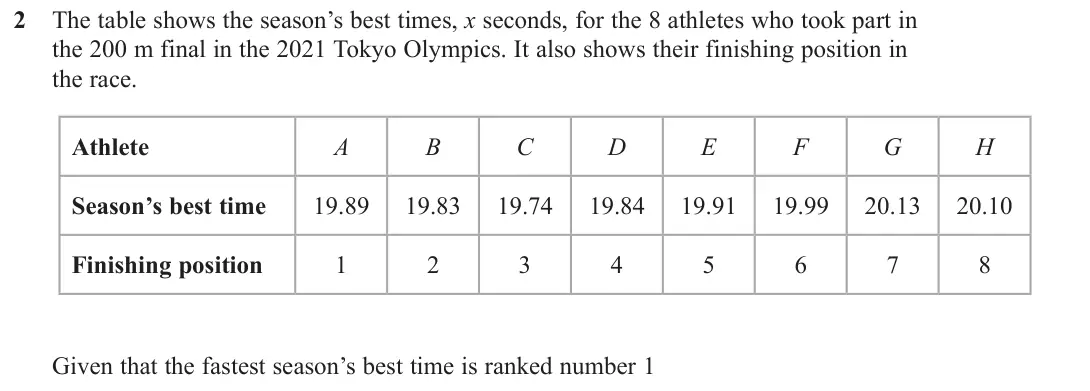 2 The table shows the season’s best times, x seconds, for the 8 athletes who took part in
the 200 m final in the 2021 Tokyo Olympics. It also shows their finishing position in
the race.
Athlete A B C D E F G H
Season’s best time 19.89 19.83 19.74 19.84 19.91 19.99 20.13 20.10
Finishing position 1 2 3 4 5 6 7 8
Given that the fastest season’s best time is ranked number 1